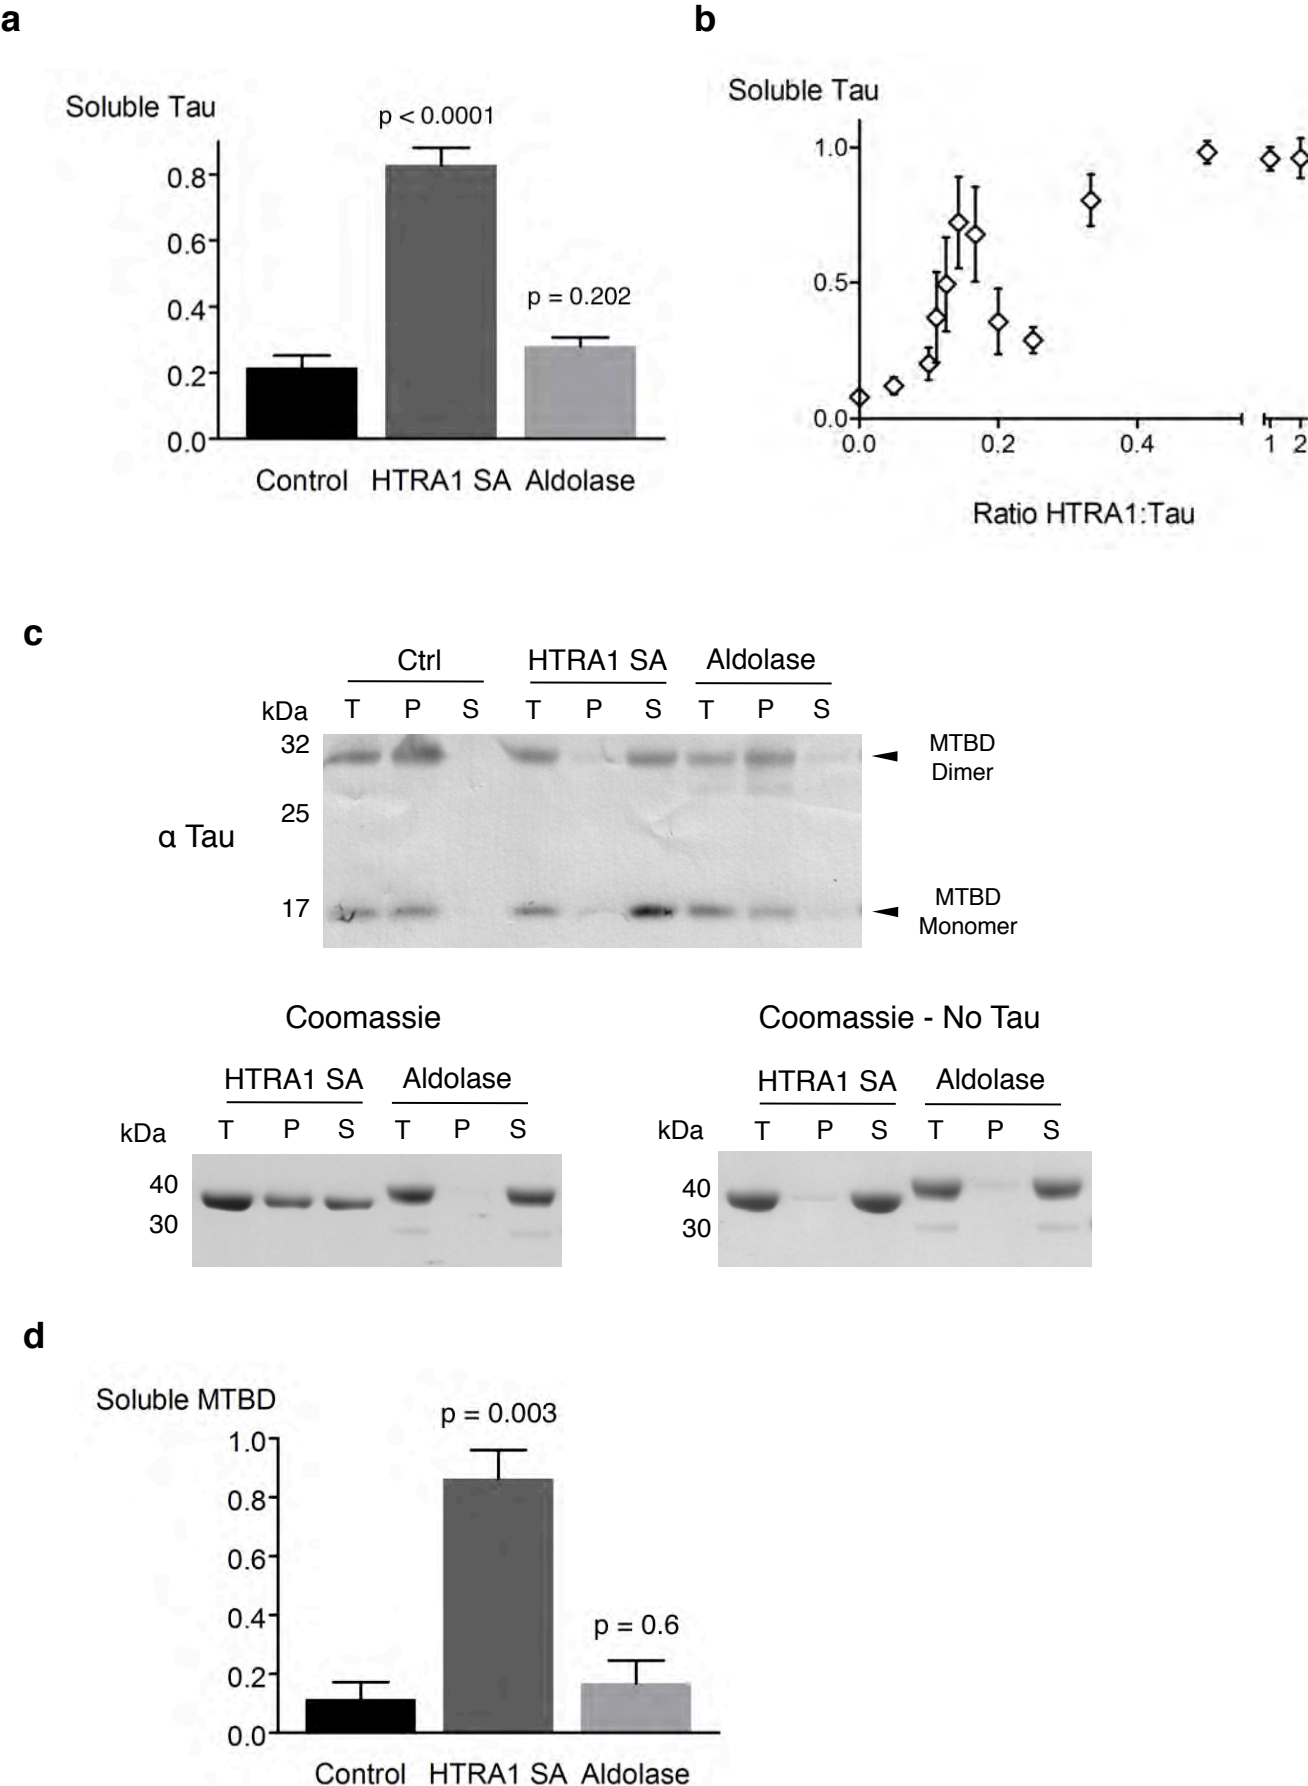 a
Soluble Tau
p < 0.0001
p = 0.202
0.8
0.6
0.4
0.2
0.0
Control HTRA1 SA Aldolase
b
Soluble Tau
1.0
0.5
0.0
0.0 0.2 0.4 1 2
Ratio HTRA1:Tau
c
Ctrl HTRA1 SA Aldolase
kDa T P S T P S T P S
32
25
17
α Tau
MTBD
Dimer
MTBD
Monomer
Coomassie
HTRA1 SA Aldolase
kDa T P S T P S
40
30
Coomassie - No Tau
HTRA1 SA Aldolase
kDa T P S T P S
40
30
d
Soluble MTBD
p = 0.003
p = 0.6
1.0
0.8
0.6
0.4
0.2
0.0
Control HTRA1 SA Aldolase